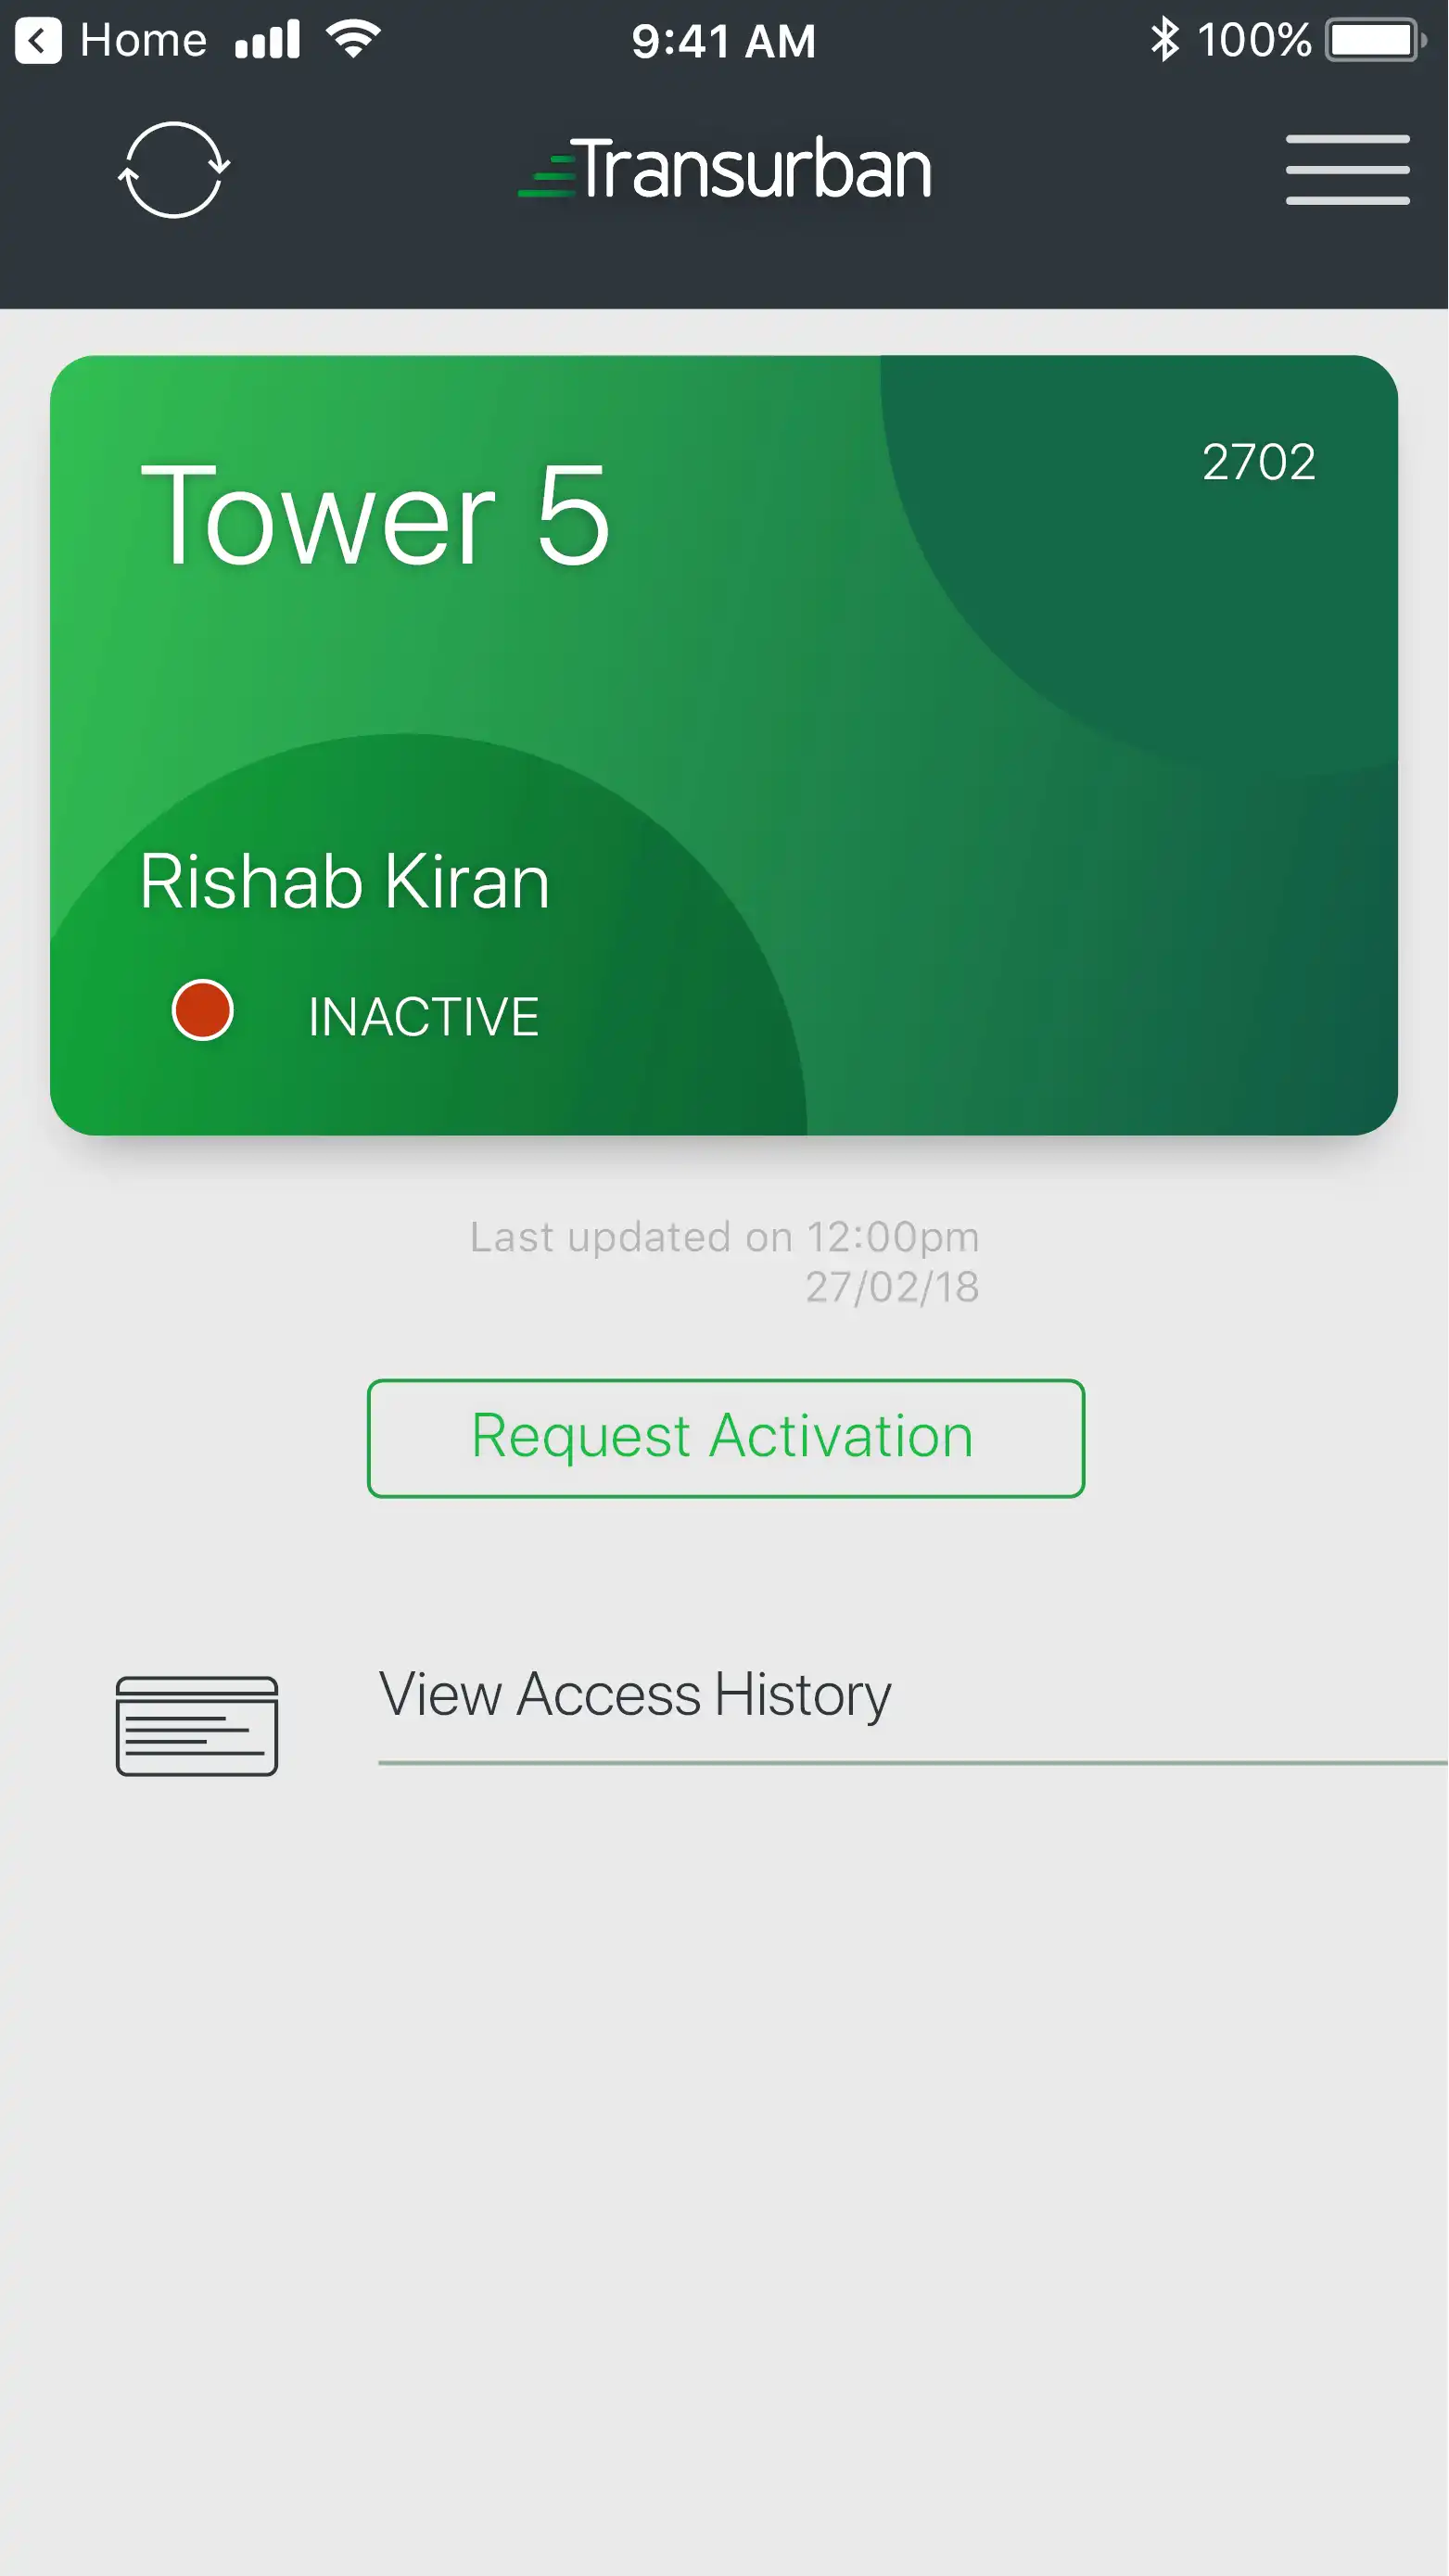 Home
9:41 AM
100%
Transurban
Tower 5
2702
Rishab Kiran
INACTIVE
Last updated on 12:00pm
27/02/18
Request Activation
View Access History